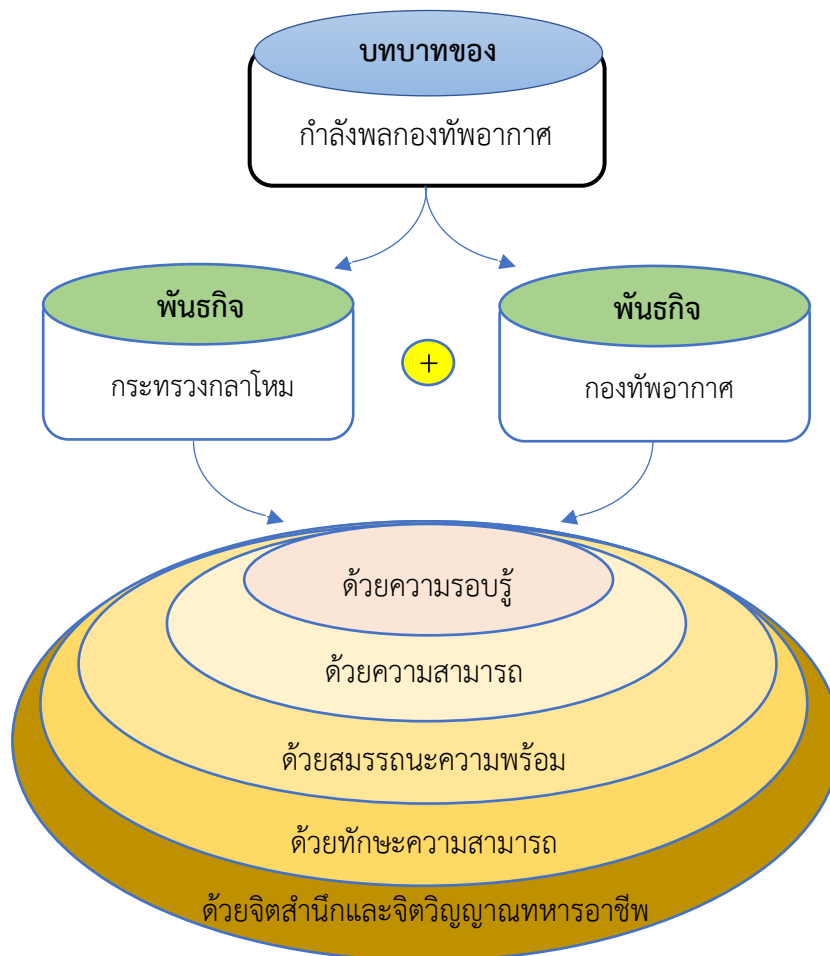 บทบาทของ
กำลังพลกองทัพอากาศ
พันธกิจ
กระทรวงกลาโหม
+
พันธกิจ
กองทัพอากาศ
ด้วยความรอบรู้
ด้วยความสามารถ
ด้วยสมรรถนะความพร้อม
ด้วยทักษะความสามารถ
ด้วยจิตสำนึกและจิตวิญญาณทหารอาชีพ